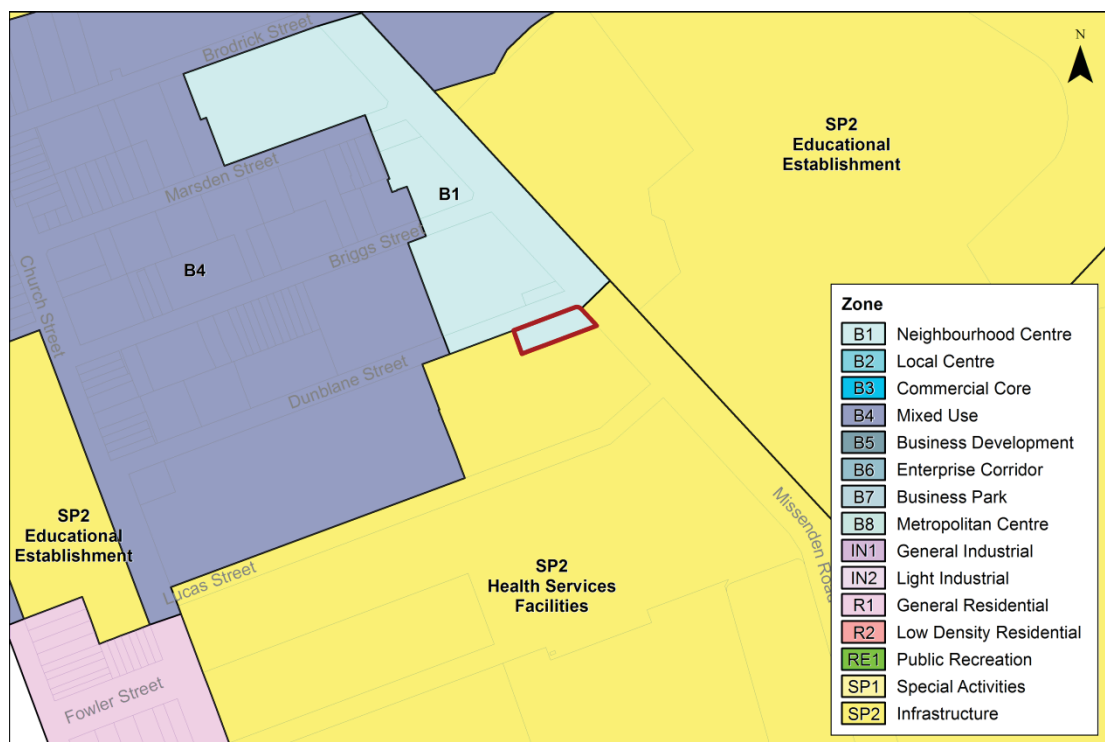 Brodrick Street
N
SP2
Educational
Establishment
Marsden Street
B1
Briggs Street
B4
Church Street
Dunblane Street
SP2
Educational
Establishment
Lucas Street
SP2
Health Services
Facilities
Missenden Road
Fowler Street
Zone
B1 Neighbourhood Centre
B2 Local Centre
B3 Commercial Core
B4 Mixed Use
B5 Business Development
B6 Enterprise Corridor
B7 Business Park
B8 Metropolitan Centre
IN1 General Industrial
IN2 Light Industrial
R1 General Residential
R2 Low Density Residential
RE1 Public Recreation
SP1 Special Activities
SP2 Infrastructure